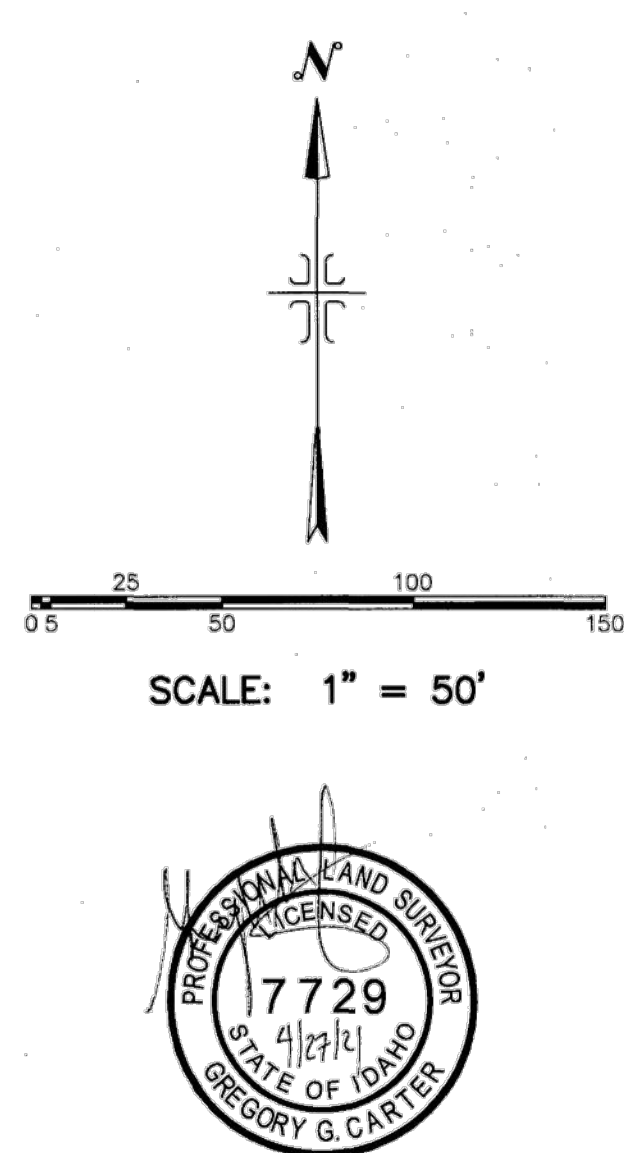 N
25 100
0 5 50 150
SCALE: 1" = 50'
PROFESSIONAL LAND SURVEYOR
LICENSED
7729
4/27/21
STATE OF IDAHO
GREGORY G. CARTER